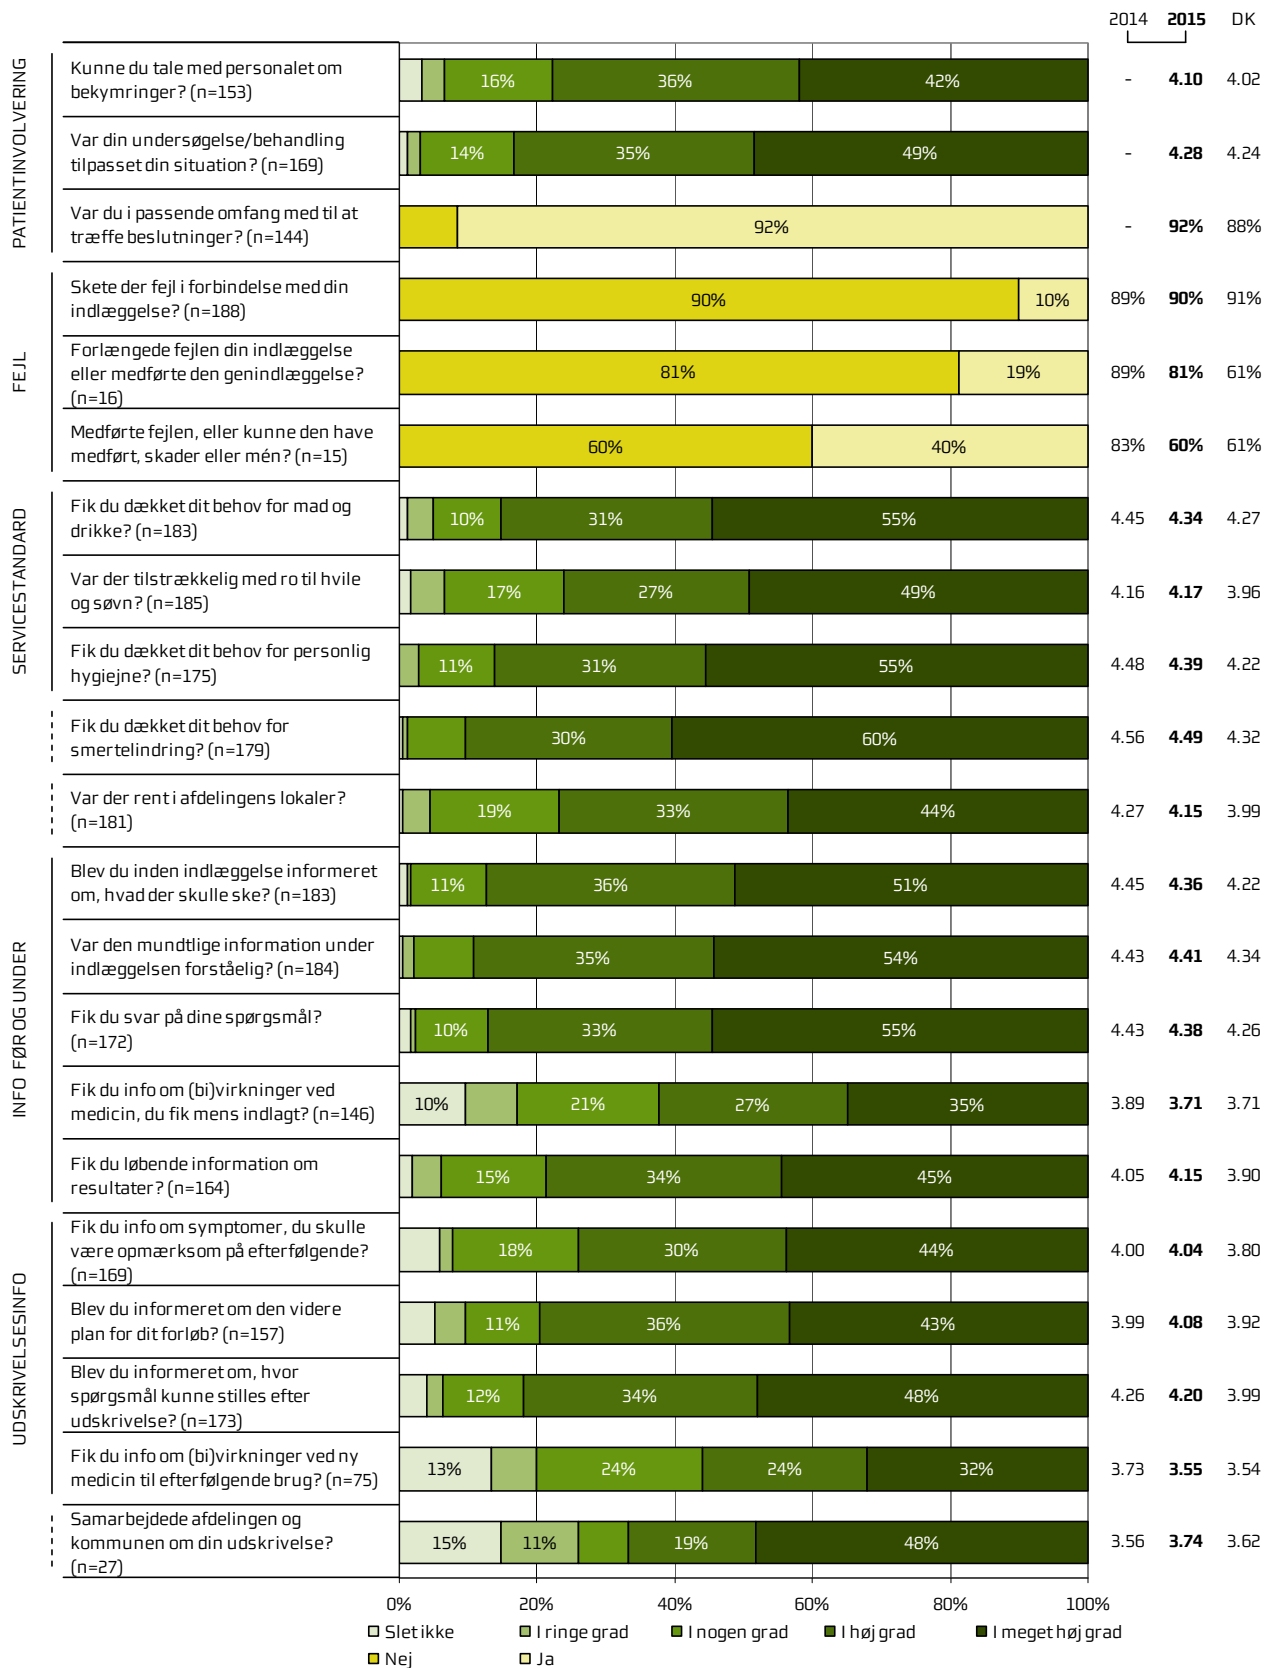 2014 2015 DK
PATIENTINVOLVERING
Kunne du tale med personalet om
bekymringer? (n=153)
16% 36% 42% - 4.10 4.02
Var din undersøgelse/behandling
tilpasset din situation? (n=169)
14% 35% 49% - 4.28 4.24
Var du i passende omfang med til at
træffe beslutninger? (n=144)
92% - 92% 88%
FEJL
Skete der fejl i forbindelse med din
indlæggelse? (n=188)
90% 10% 89% 90% 91%
Forlængede fejlen din indlæggelse
eller medførte den genindlæggelse?
(n=16)
81% 19% 89% 81% 61%
Medførte fejlen, eller kunne den have
medført, skader eller mén? (n=15)
60% 40% 83% 60% 61%
SERVICESTANDARD
Fik du dækket dit behov for mad og
drikke? (n=183)
10% 31% 55% 4.45 4.34 4.27
Var der tilstrækkelig med ro til hvile
og søvn? (n=185)
17% 27% 49% 4.16 4.17 3.96
Fik du dækket dit behov for personlig
hygiejne? (n=175)
11% 31% 55% 4.48 4.39 4.22
Fik du dækket dit behov for
smertelindring? (n=179)
30% 60% 4.56 4.49 4.32
Var der rent i afdelingens lokaler?
(n=181)
19% 33% 44% 4.27 4.15 3.99
INFO FØR OG UNDER
Blev du inden indlæggelse informeret
om, hvad der skulle ske? (n=183)
11% 36% 51% 4.45 4.36 4.22
Var den mundtlige information under
indlæggelsen forståelig? (n=184)
35% 54% 4.43 4.41 4.34
Fik du svar på dine spørgsmål?
(n=172)
10% 33% 55% 4.43 4.38 4.26
Fik du info om (bi)virkninger ved
medicin, du fik mens indlagt? (n=146)
10% 21% 27% 35% 3.89 3.71 3.71
Fik du løbende information om
resultater? (n=164)
15% 34% 45% 4.05 4.15 3.90
UDSKRIVELSESINFO
Fik du info om symptomer, du skulle
være opmærksom på efterfølgende?
(n=169)
18% 30% 44% 4.00 4.04 3.80
Blev du informeret om den videre
plan for dit forløb? (n=157)
11% 36% 43% 3.99 4.08 3.92
Blev du informeret om, hvor
spørgsmål kunne stilles efter
udskrivelse? (n=173)
12% 34% 48% 4.26 4.20 3.99
Fik du info om (bi)virkninger ved ny
medicin til efterfølgende brug? (n=75)
13% 24% 24% 32% 3.73 3.55 3.54
Samarbejdede afdelingen og
kommunen om din udskrivelse?
(n=27)
15% 11% 19% 48% 3.56 3.74 3.62
0% 20% 40% 60% 80% 100%
Slet ikke I ringe grad I nogen grad I høj grad I meget høj grad
Nej Ja